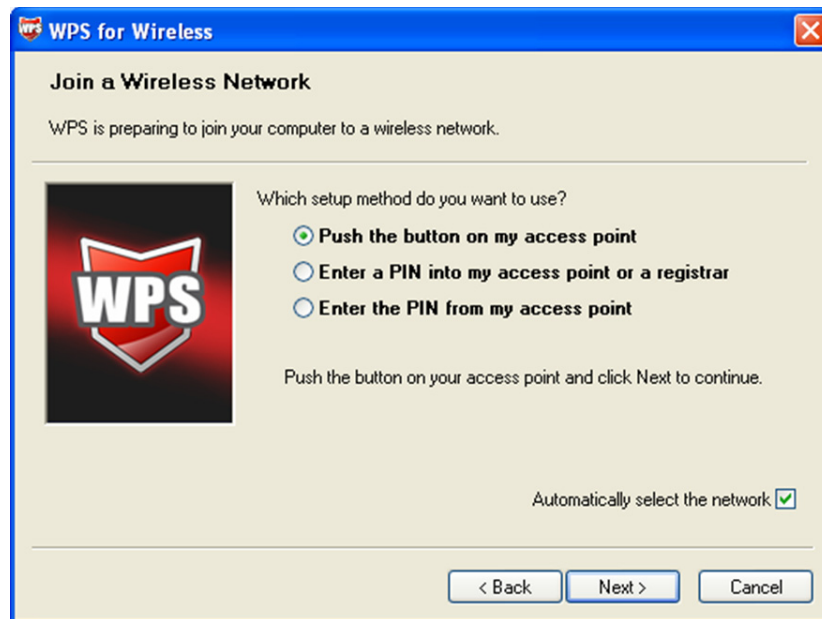 WPS WPS for Wireless
Join a Wireless Network
WPS is preparing to join your computer to a wireless network.
Which setup method do you want to use?
Push the button on my access point
Enter a PIN into my access point or a registrar
Enter the PIN from my access point
WPS
Push the button on your access point and click Next to continue.
Automatically select the network
< Back Next > Cancel